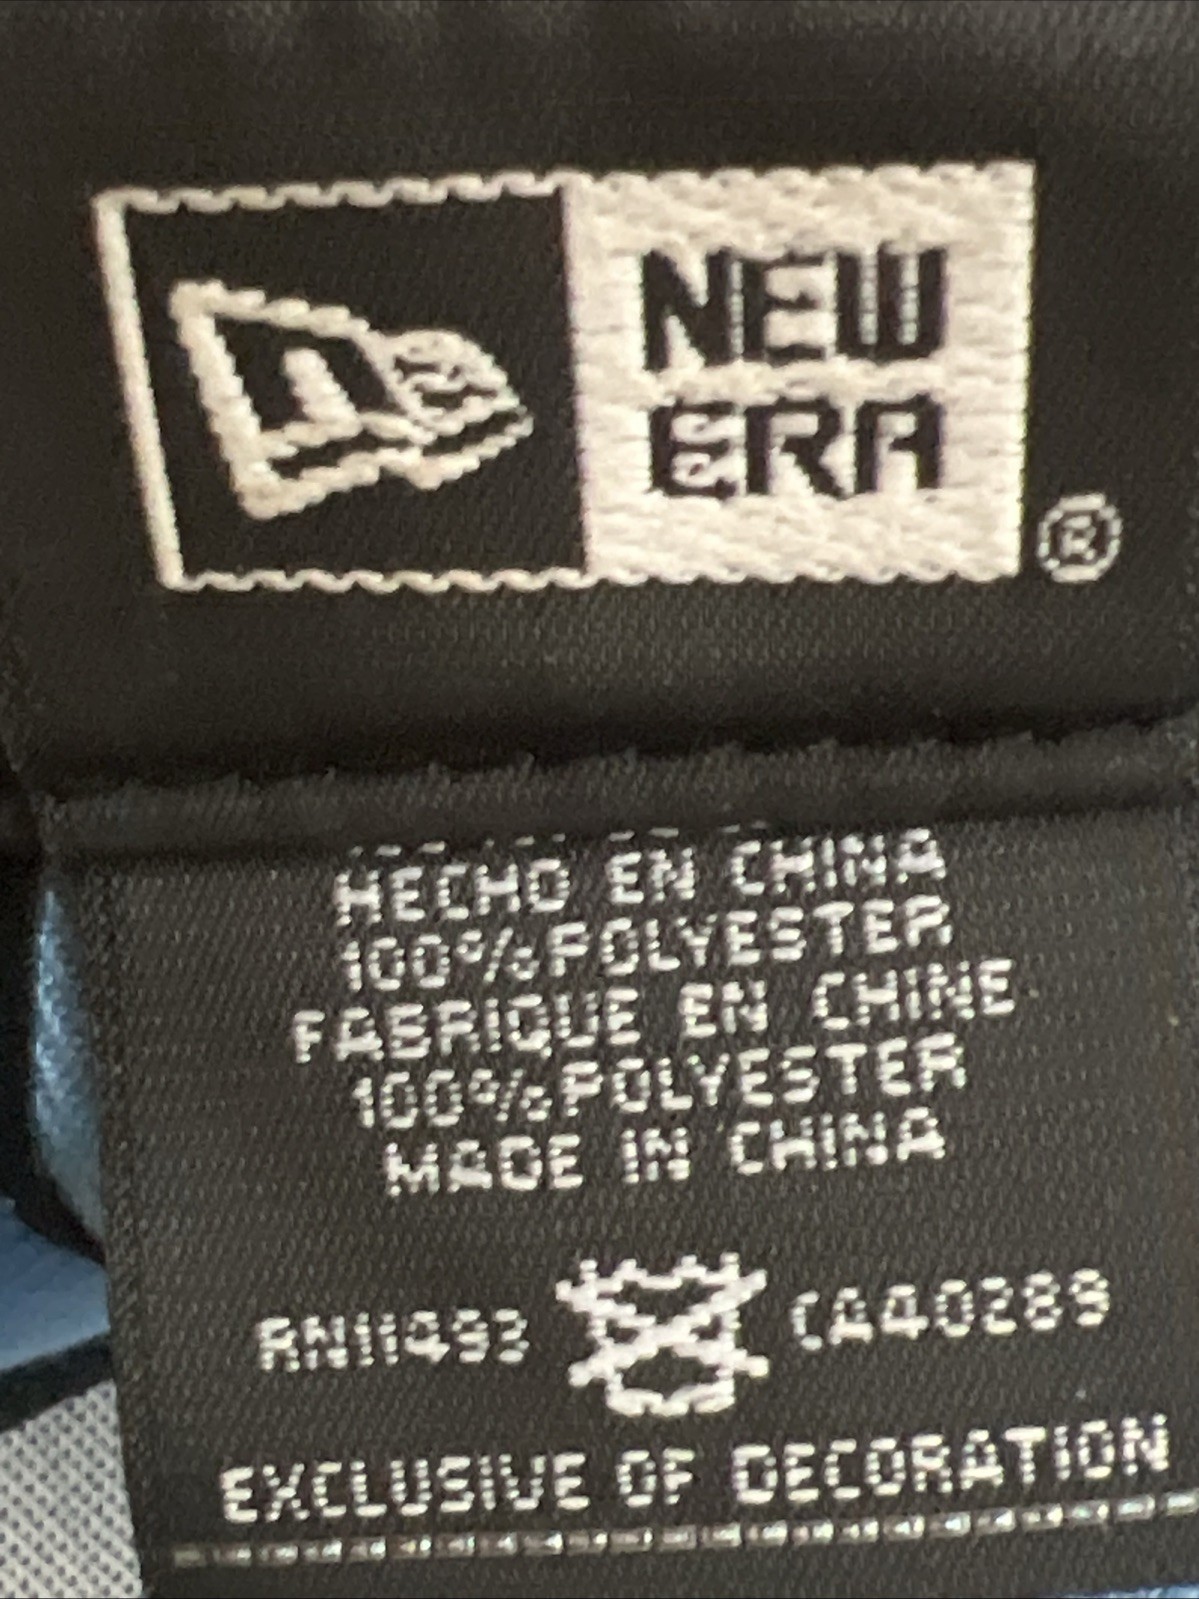 NEW
ERA
®
HECHO EN CHINA
100%POLYESTER
FABRIQUE EN CHINE
100%POLYESTER
MADE IN CHINA
RN11493 CA40289
EXCLUSIVE OF DECORATION